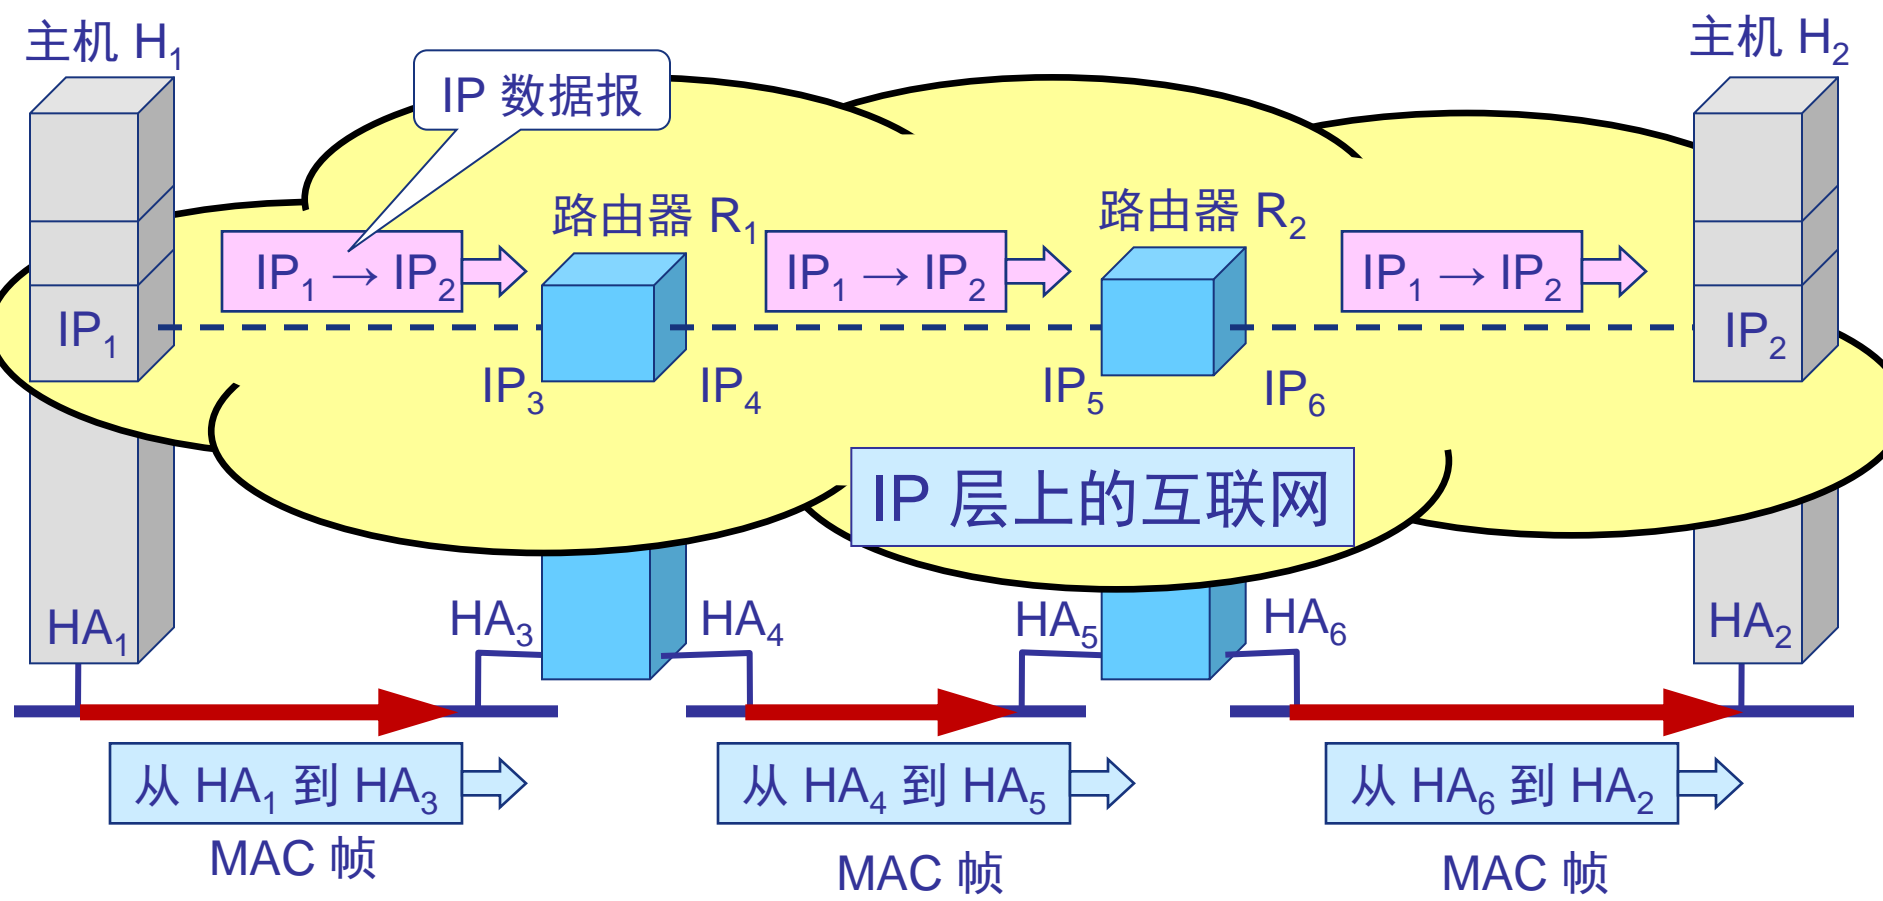 主机 H₁
主机 H₂
IP 数据报
路由器 R₁
路由器 R₂
IP₁ → IP₂
IP₁ → IP₂
IP₁ → IP₂
IP₁
IP₂
IP₃
IP₄
IP₅
IP₆
IP 层上的互联网
HA₁
HA₃
HA₄
HA₅
HA₆
HA₂
从 HA₁ 到 HA₃
从 HA₄ 到 HA₅
从 HA₆ 到 HA₂
MAC 帧
MAC 帧
MAC 帧